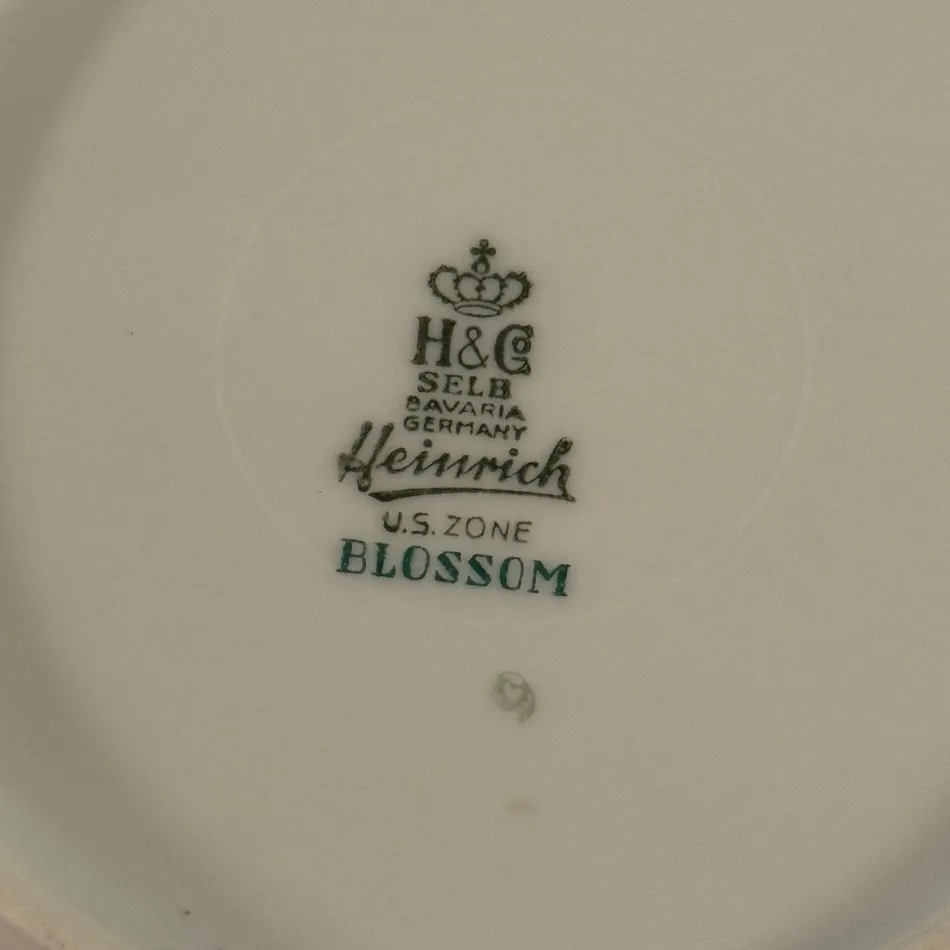 H&Co
SELB
BAVARIA
GERMANY
Heinrich
U.S. ZONE
BLOSSOM